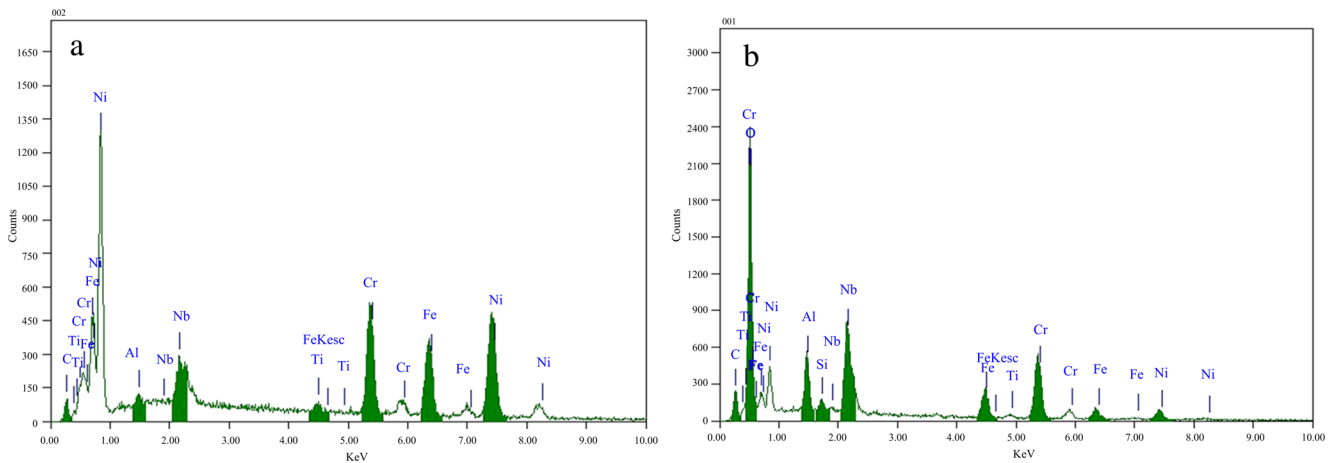 002
a
1650
1500
1350
1200
1050
900
750
600
450
300
150
0
Counts
Ni
Ni
Fe
Cr
Cr
Ti
Fe
C
Ti
Al
Nb
Nb
FeKesc
Ti
Ti
Cr
Cr
Fe
Fe
Ni
Ni
0.00 1.00 2.00 3.00 4.00 5.00 6.00 7.00 8.00 9.00 10.00
KeV
001
b
3000
2700
2400
2100
1800
1500
1200
900
600
300
0
Counts
Cr
O
Cr
Ni
Ti
Ni
Ti
Fe
C
Fe
Al
Si
Nb
Nb
FeKesc
Fe
Ti
Cr
Cr
Fe
Fe
Ni
Ni
0.00 1.00 2.00 3.00 4.00 5.00 6.00 7.00 8.00 9.00 10.00
KeV